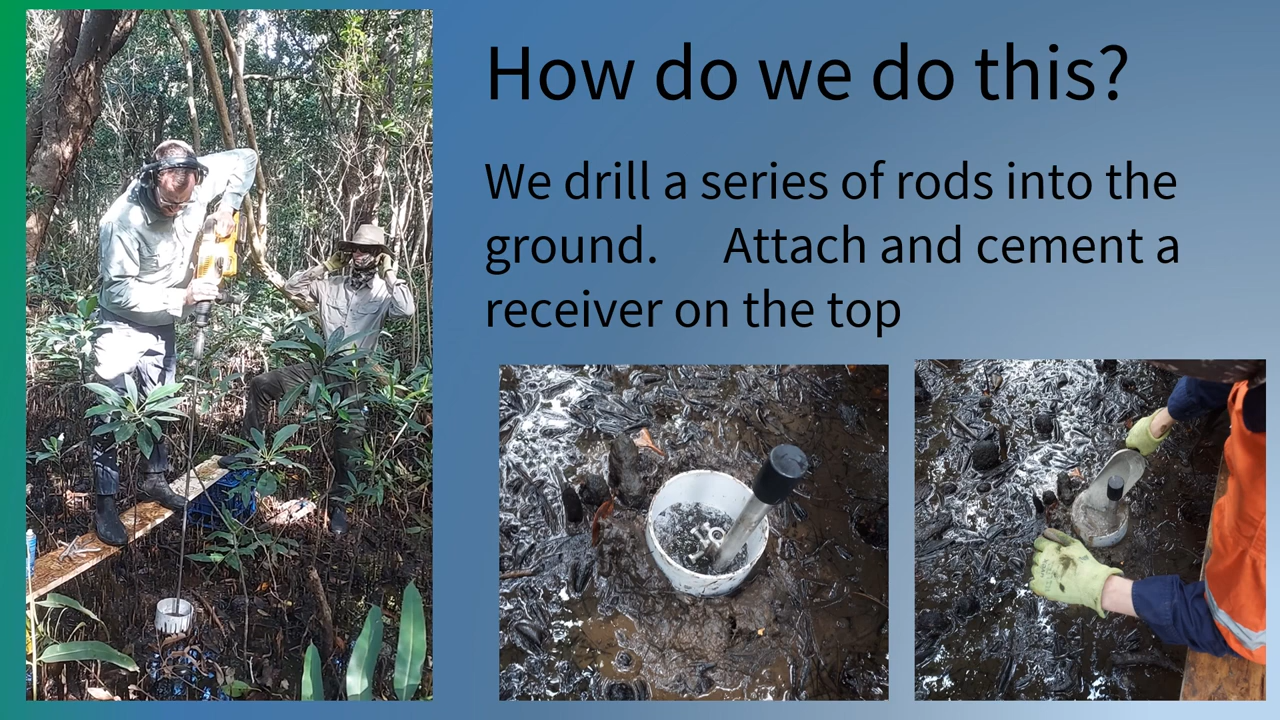 How do we do this?
We drill a series of rods into the
ground. Attach and cement a
receiver on the top